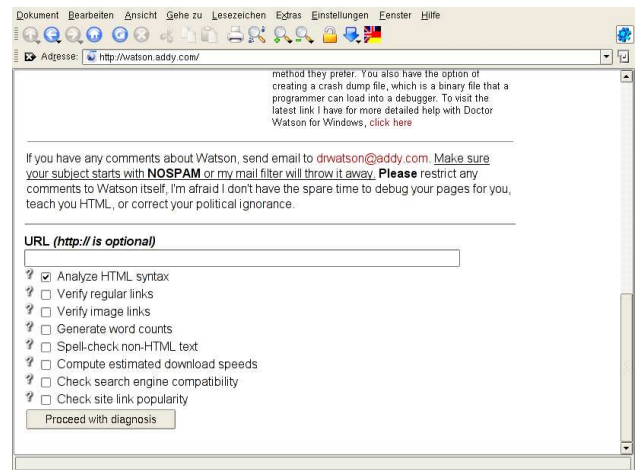 Dokument Bearbeiten Ansicht Gehe zu Lesezeichen Extras Einstellungen Fenster Hilfe
Adresse: http://watson.addy.com/
method they prefer. You also have the option of
creating a crash dump file, which is a binary file that a
programmer can load into a debugger. To visit the
latest link I have for more detailed help with Doctor
Watson for Windows, click here
If you have any comments about Watson, send email to drwatson@addy.com. Make sure
your subject starts with NOSPAM or my mail filter will throw it away. Please restrict any
comments to Watson itself, I'm afraid I don't have the spare time to debug your pages for you,
teach you HTML, or correct your political ignorance.
URL (http:// is optional)
? Analyze HTML syntax
? Verify regular links
? Verify image links
? Generate word counts
? Spell-check non-HTML text
? Compute estimated download speeds
? Check search engine compatibility
? Check site link popularity
Proceed with diagnosis